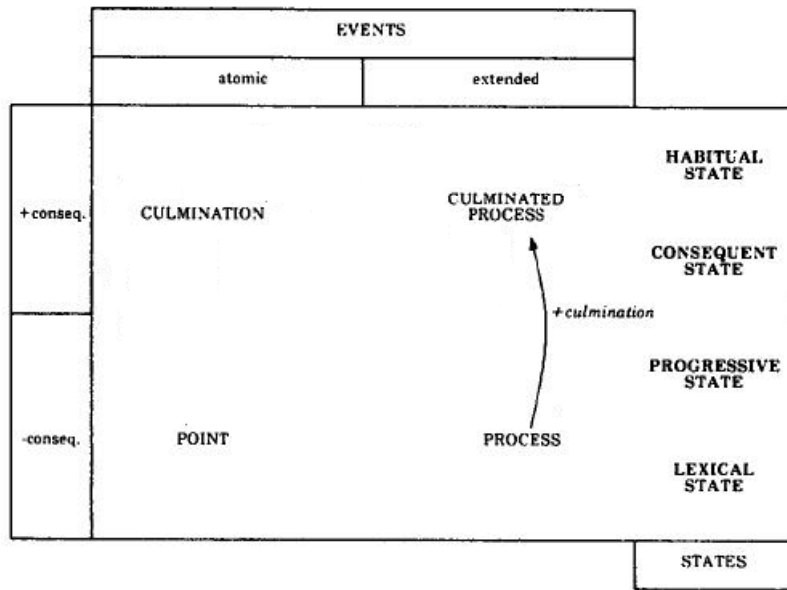 EVENTS
atomic
extended
HABITUAL
STATE
+conseq.
CULMINATION
CULMINATED
PROCESS
CONSEQUENT
STATE
+culmination
PROGRESSIVE
STATE
-conseq.
POINT
PROCESS
LEXICAL
STATE
STATES